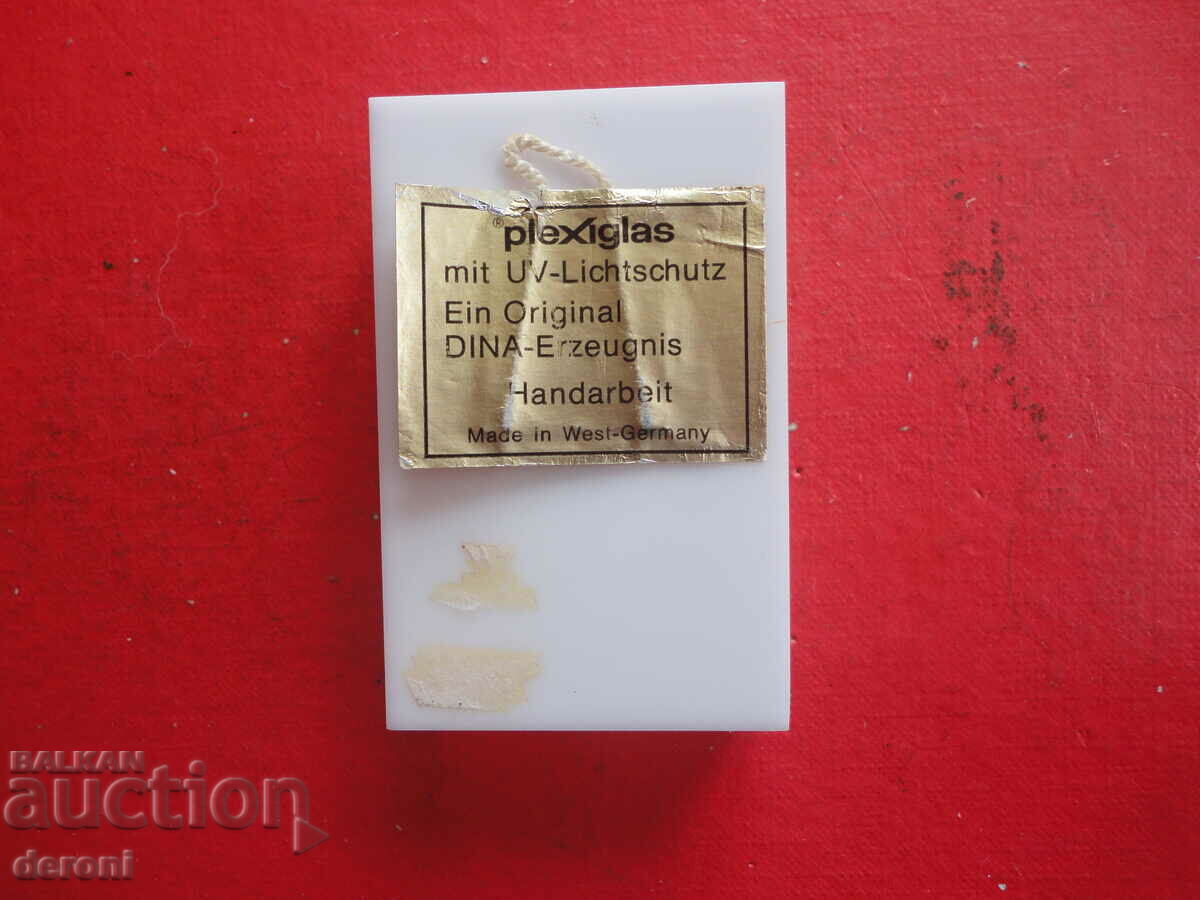 ®plexiglas
mit UV-Lichtschutz
Ein Original
DINA-Erzeugnis
Handarbeit
Made in West-Germany
BALKAN
auction
deroni